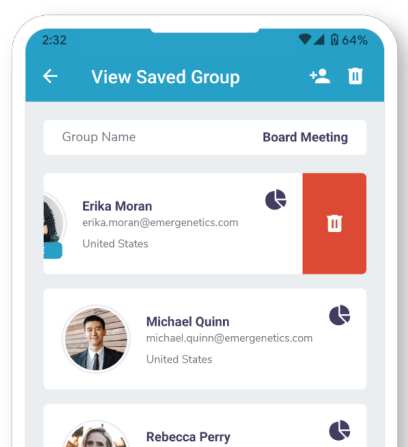 2:32
64%
View Saved Group
Group Name
Board Meeting
Erika Moran
erika.moran@emergenetics.com
United States
Michael Quinn
michael.quinn@emergenetics.com
United States
Rebecca Perry